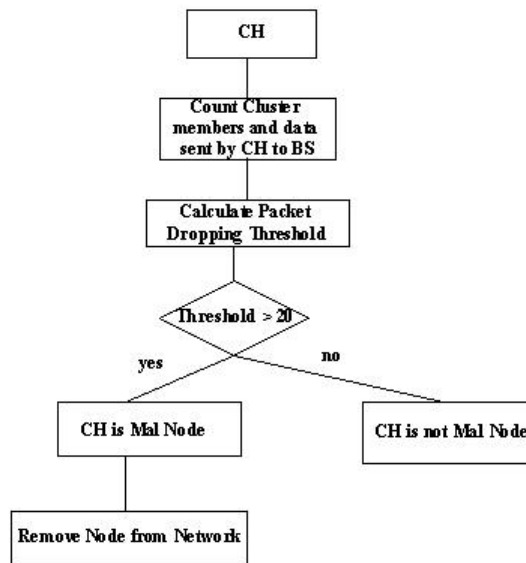 CH
Count Cluster
members and data
sent by CH to BS
Calculate Packet
Dropping Threshold
Threshold > 20
yes
no
CH is Mal Node
CH is not Mal Node
Remove Node from Network